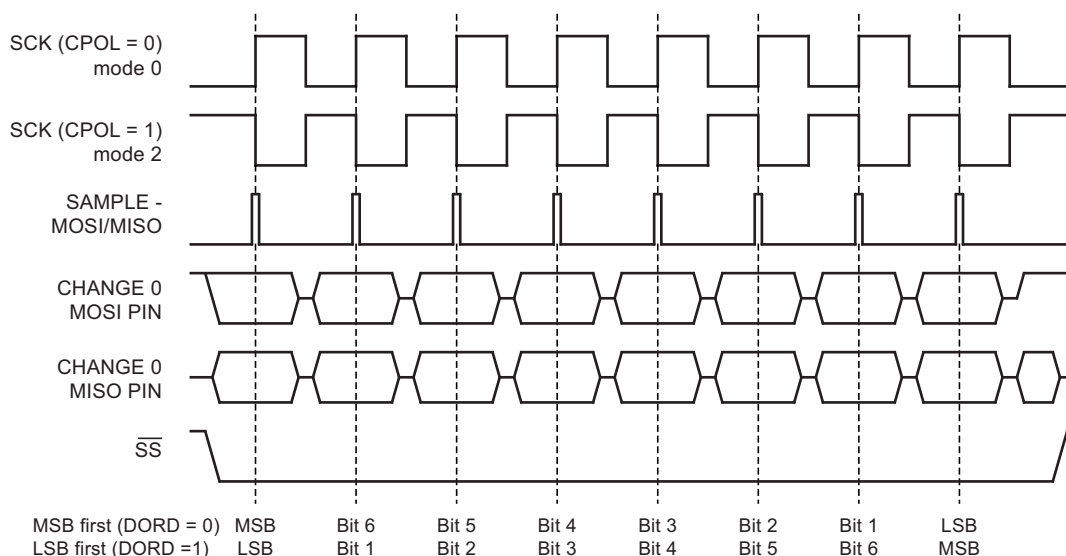 SCK (CPOL = 0)
mode 0
SCK (CPOL = 1)
mode 2
SAMPLE -
MOSI/MISO
CHANGE 0
MOSI PIN
CHANGE 0
MISO PIN
S̅S̅
MSB first (DORD = 0) MSB Bit 6 Bit 5 Bit 4 Bit 3 Bit 2 Bit 1 LSB
LSB first (DORD =1) LSB Bit 1 Bit 2 Bit 3 Bit 4 Bit 5 Bit 6 MSB